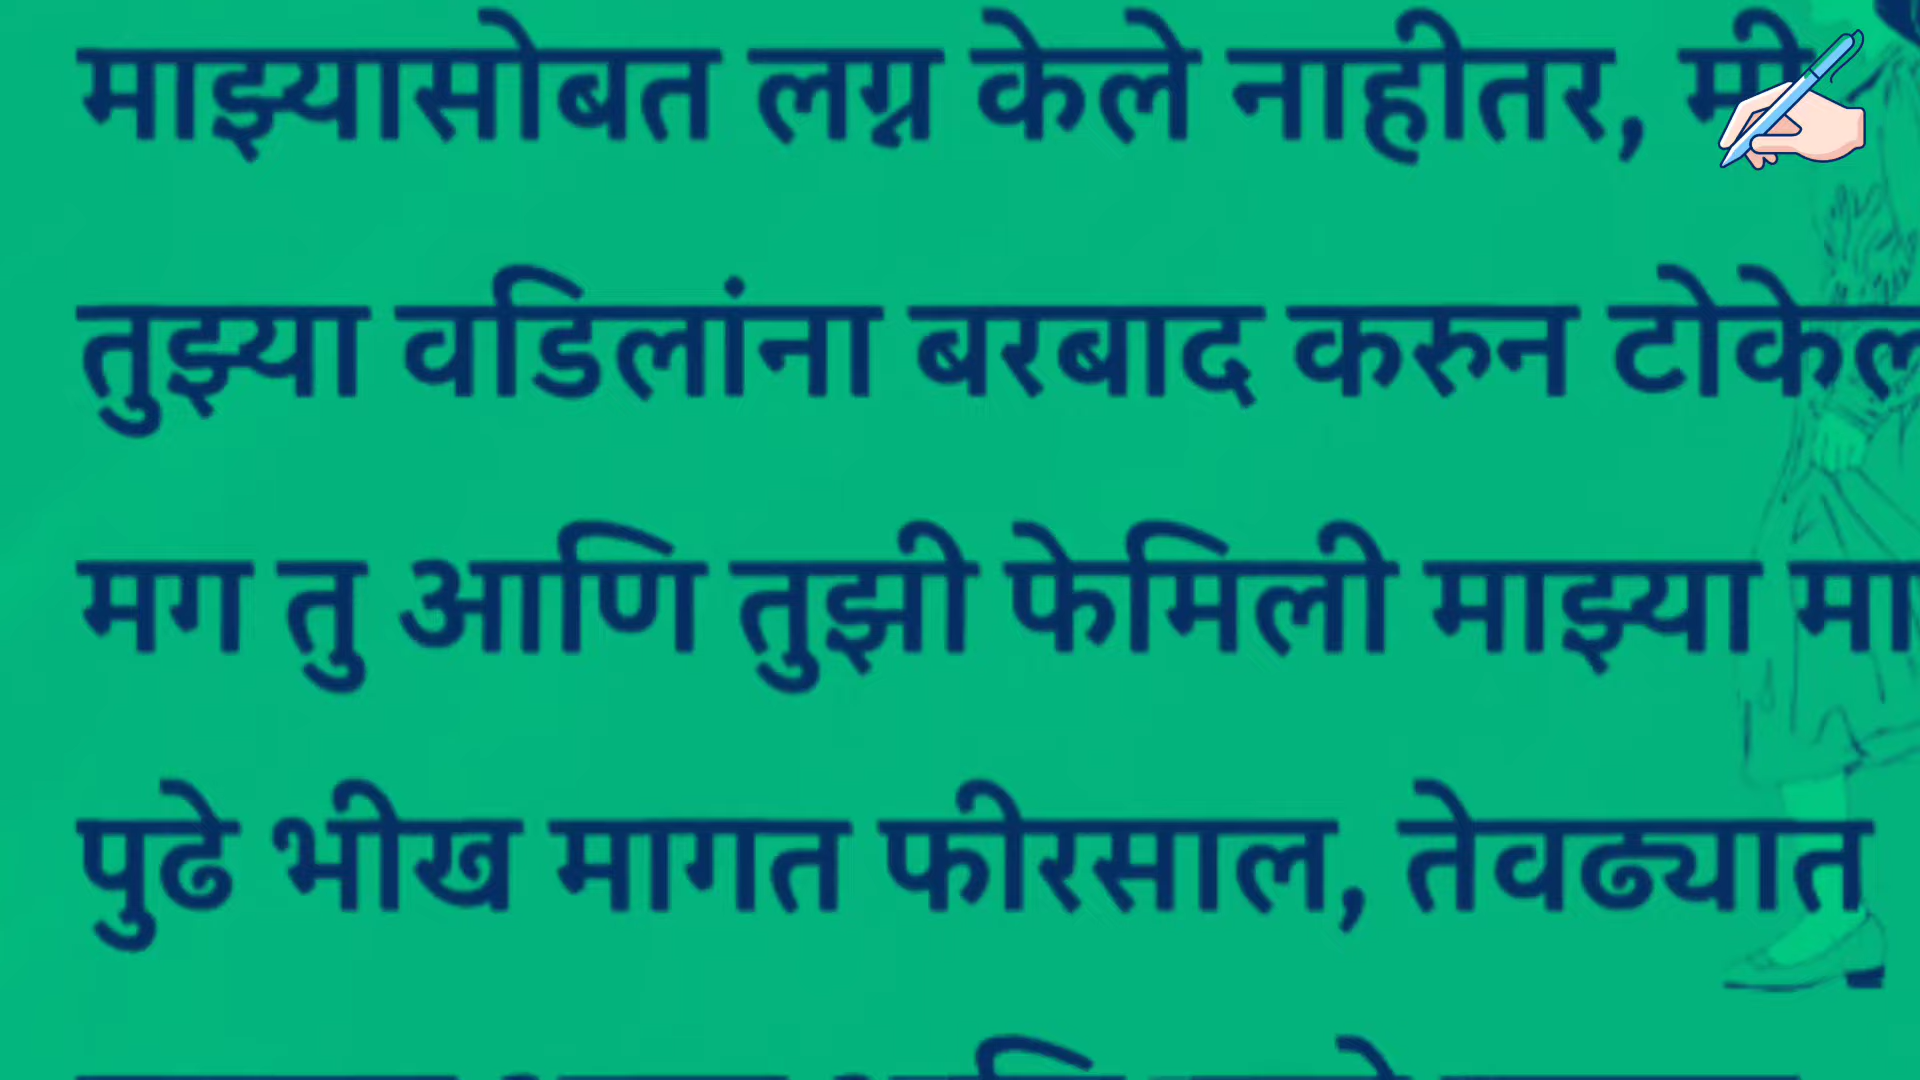 माझ्यासोबत लग्न केले नाहीतर, मी
तुझ्या वडिलांना बरबाद करुन टोकेल
मग तु आणि तुझी फेमिली माझ्या मा
पुढे भीख मागत फीरसाल, तेवढ्यात